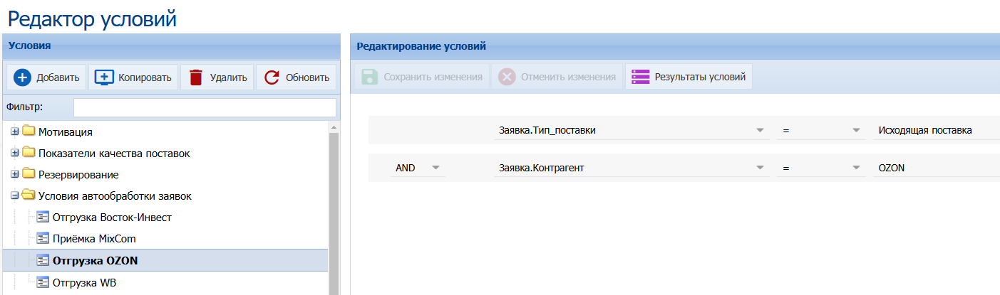 Редактор условий
Условия
Добавить Копировать Удалить Обновить
Фильтр:
Мотивация
Показатели качества поставок
Резервирование
Условия автообработки заявок
Отгрузка Восток-Инвест
Приёмка MixCom
Отгрузка OZON
Отгрузка WB
Редактирование условий
Сохранить изменения Отменить изменения Результаты условий
Заявка.Тип_поставки = Исходящая поставка
AND Заявка.Контрагент = OZON